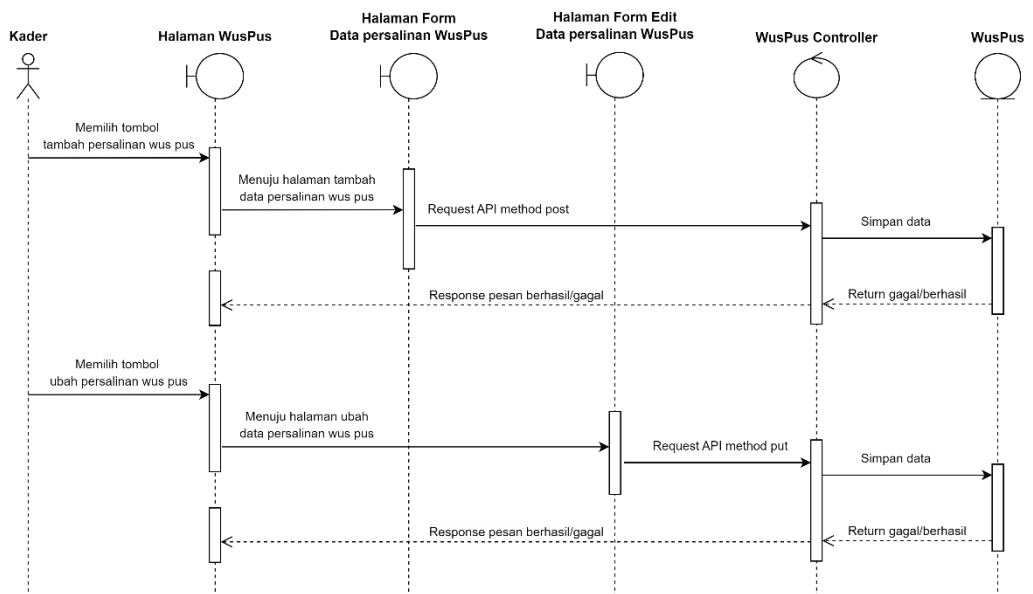 Kader
Halaman WusPus
Halaman Form
Data persalinan WusPus
Halaman Form Edit
Data persalinan WusPus
WusPus Controller
WusPus
Memilih tombol
tambah persalinan wus pus
Menuju halaman tambah
data persalinan wus pus
Request API method post
Simpan data
Response pesan berhasil/gagal
Return gagal/berhasil
Memilih tombol
ubah persalinan wus pus
Menuju halaman ubah
data persalinan wus pus
Request API method put
Simpan data
Response pesan berhasil/gagal
Return gagal/berhasil